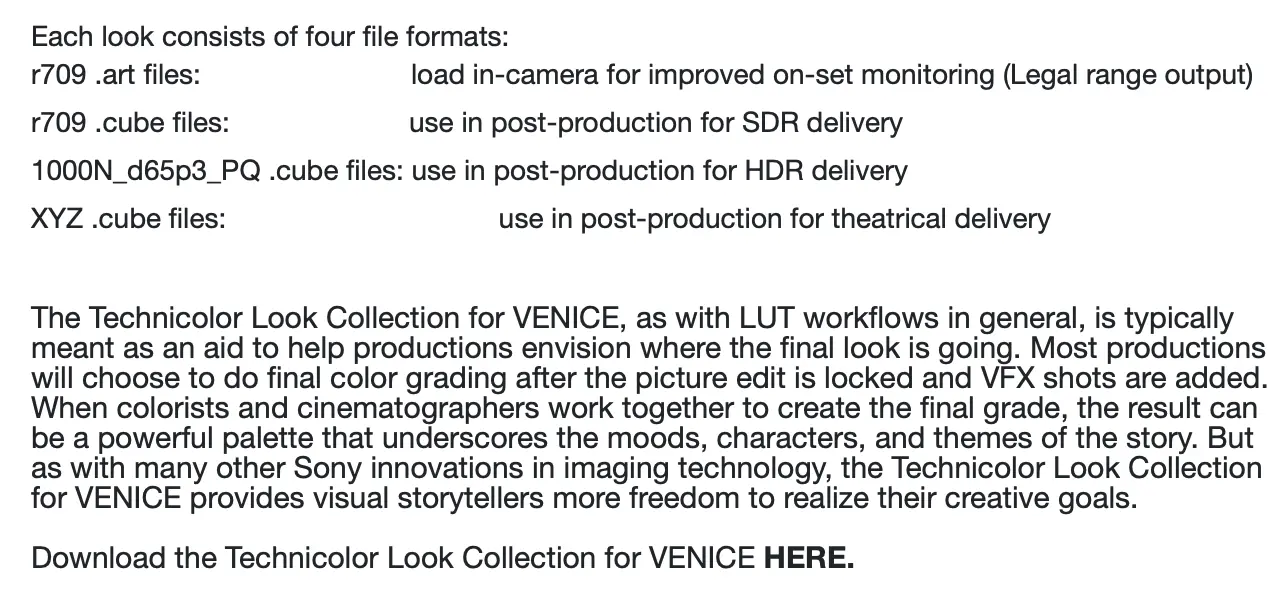 Each look consists of four file formats:
r709 .art files: load in-camera for improved on-set monitoring (Legal range output)
r709 .cube files: use in post-production for SDR delivery
1000N_d65p3_PQ .cube files: use in post-production for HDR delivery
XYZ .cube files: use in post-production for theatrical delivery
The Technicolor Look Collection for VENICE, as with LUT workflows in general, is typically
meant as an aid to help productions envision where the final look is going. Most productions
will choose to do final color grading after the picture edit is locked and VFX shots are added.
When colorists and cinematographers work together to create the final grade, the result can
be a powerful palette that underscores the moods, characters, and themes of the story. But
as with many other Sony innovations in imaging technology, the Technicolor Look Collection
for VENICE provides visual storytellers more freedom to realize their creative goals.
Download the Technicolor Look Collection for VENICE HERE.